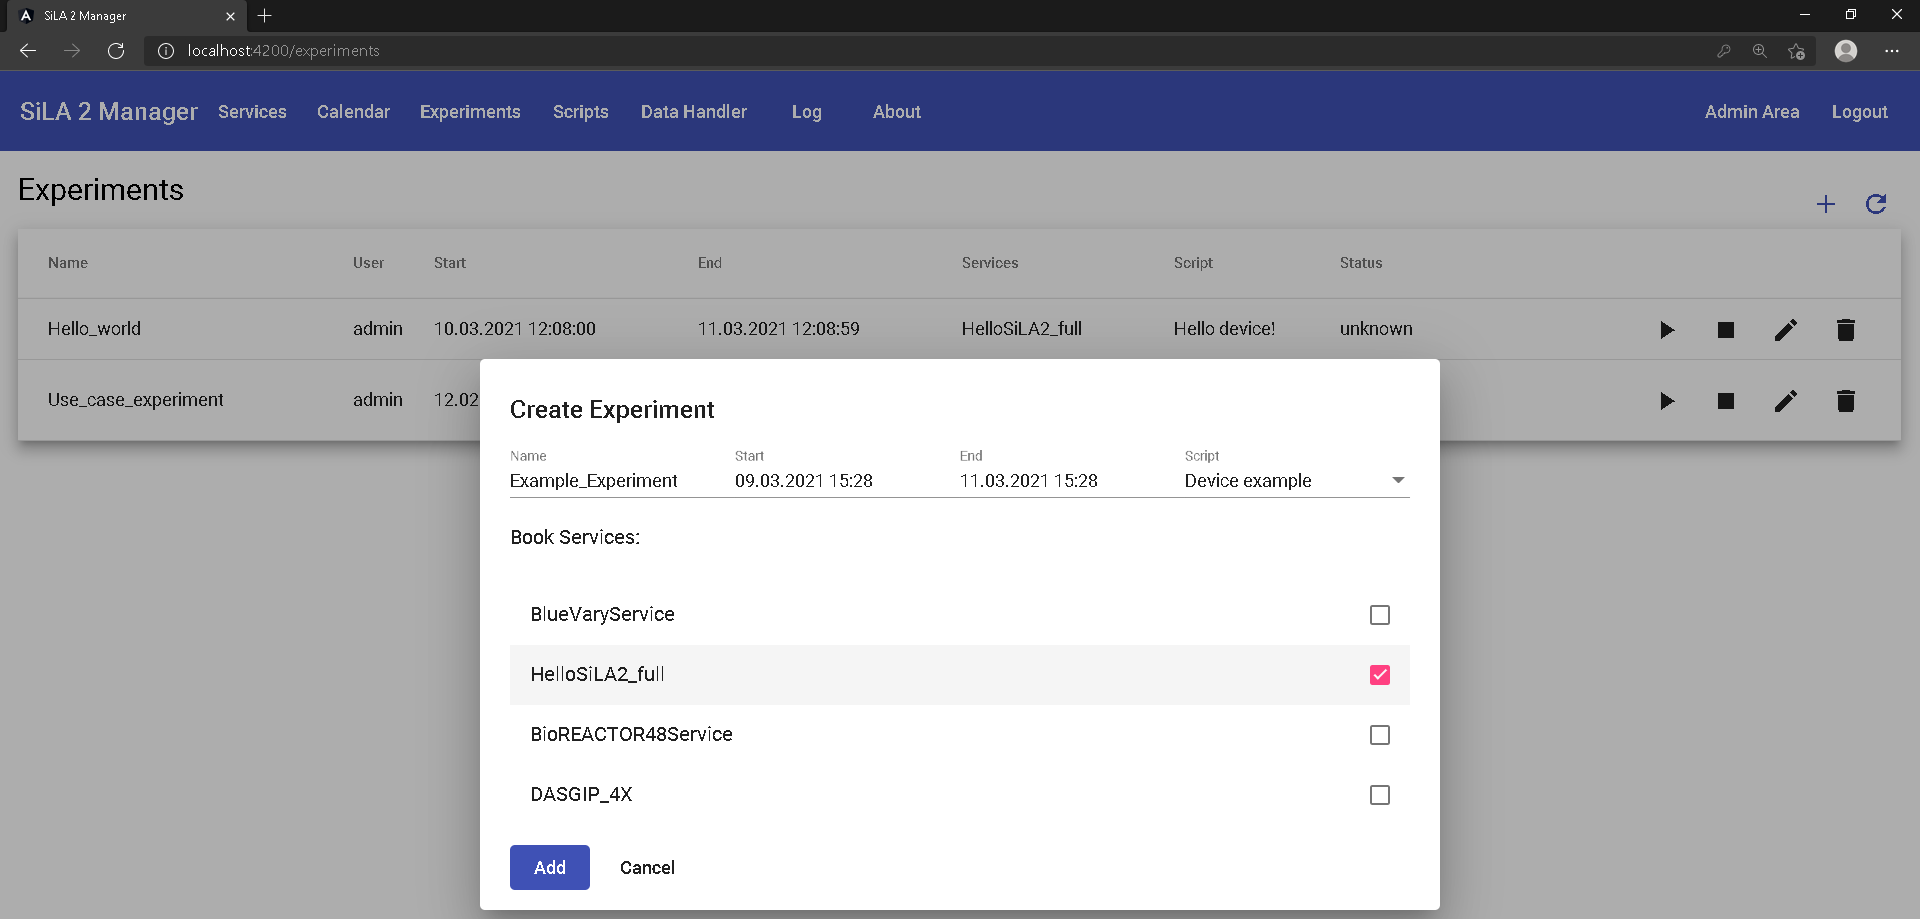 SiLA 2 Manager
localhost:4200/experiments
SiLA 2 Manager Services Calendar Experiments Scripts Data Handler Log About Admin Area Logout
Experiments
Name User Start End Services Script Status
Hello_world admin 10.03.2021 12:08:00 11.03.2021 12:08:59 HelloSiLA2_full Hello device! unknown
Use_case_experiment admin 12.02
Create Experiment
Name Start End Script
Example_Experiment 09.03.2021 15:28 11.03.2021 15:28 Device example
Book Services:
BlueVaryService
HelloSiLA2_full
BioREACTOR48Service
DASGIP_4X
Add Cancel